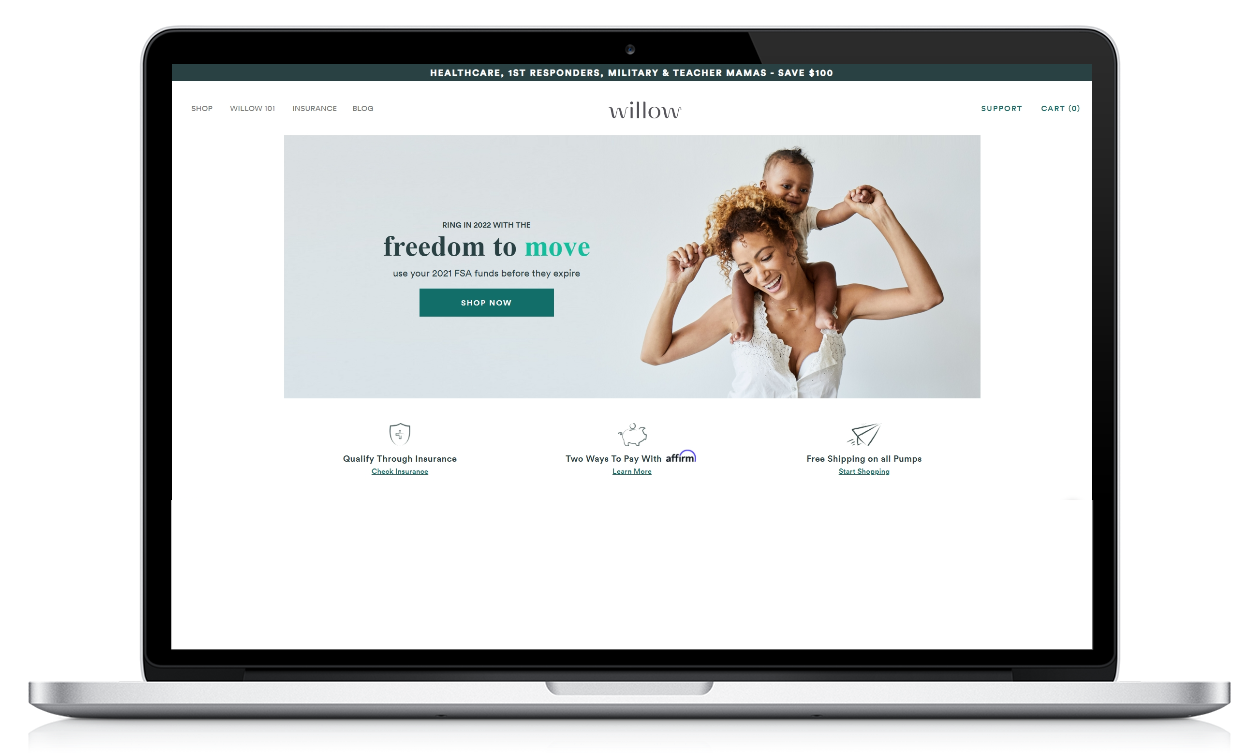 HEALTHCARE, 1ST RESPONDERS, MILITARY & TEACHER MAMAS - SAVE $100
SHOP WILLOW 101 INSURANCE BLOG willow SUPPORT CART (0)
RING IN 2022 WITH THE
freedom to move
use your 2021 FSA funds before they expire
SHOP NOW
Qualify Through Insurance
Check Insurance
Two Ways To Pay With affirm
Learn More
Free Shipping on all Pumps
Start Shopping